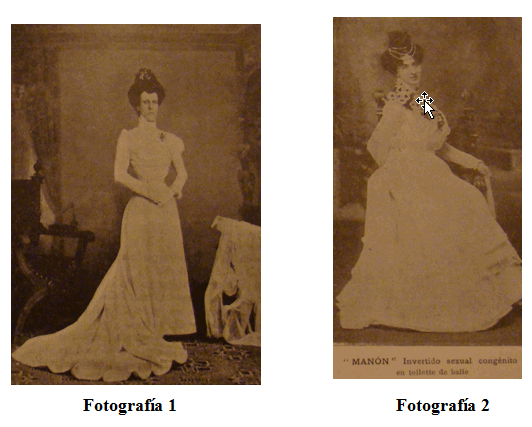 "MANÓN" Invertido sexual congénito
en toilette de baile
Fotografía 1
Fotografía 2